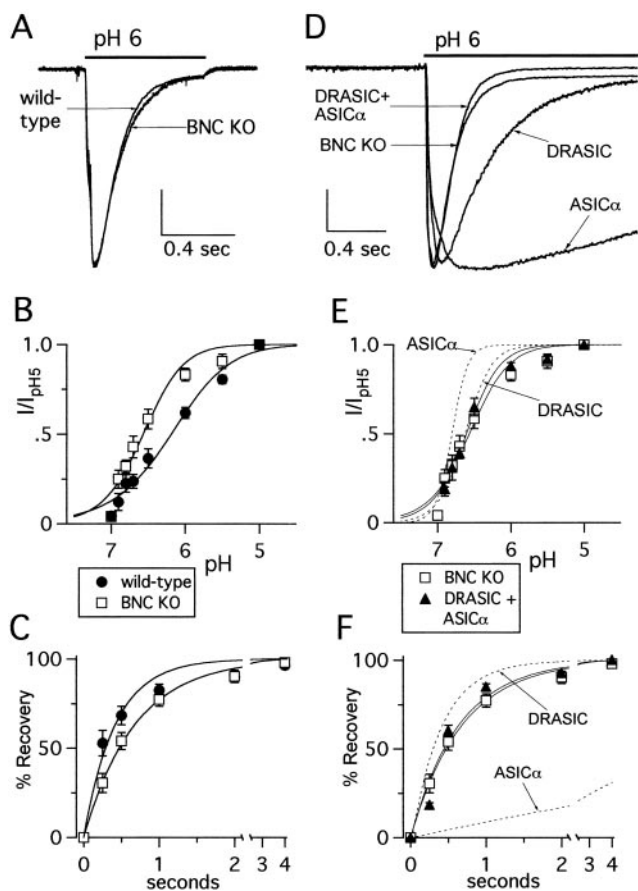 A
pH 6
wild-
type
BNC KO
0.4 sec
D
pH 6
DRASIC+
ASICα
BNC KO
DRASIC
ASICα
0.4 sec
B
I/IpH5
1.0
.5
0
7
6
5
pH
wild-type
BNC KO
E
I/IpH5
1.0
.5
0
ASICα
DRASIC
7
6
5
pH
BNC KO
DRASIC +
ASICα
C
% Recovery
100
50
0
0
1
2
3
4
seconds
F
% Recovery
100
50
0
DRASIC
ASICα
0
1
2
3
4
seconds